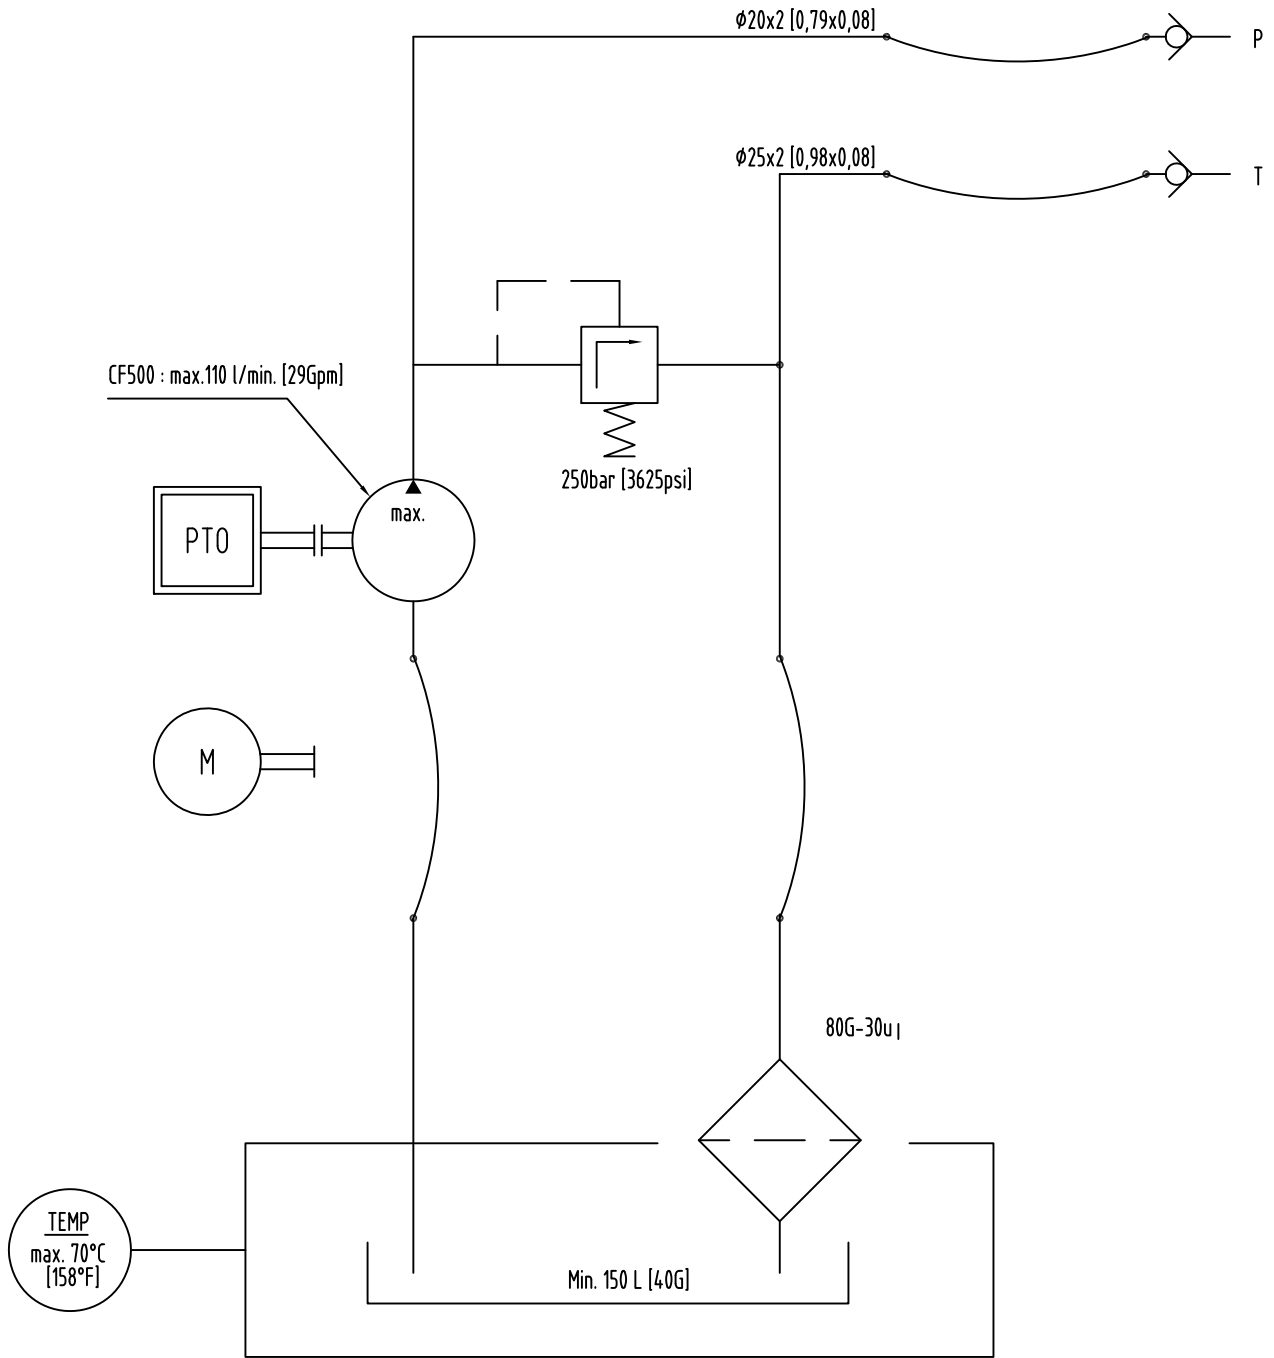 Ø20x2 [0,79x0,08]
P
Ø25x2 [0,98x0,08]
T
CF500 : max.110 l/min. [29Gpm]
250bar [3625psi]
max.
PTO
M
80G-30u
TEMP
max. 70°C
[158°F]
Min. 150 L [40G]